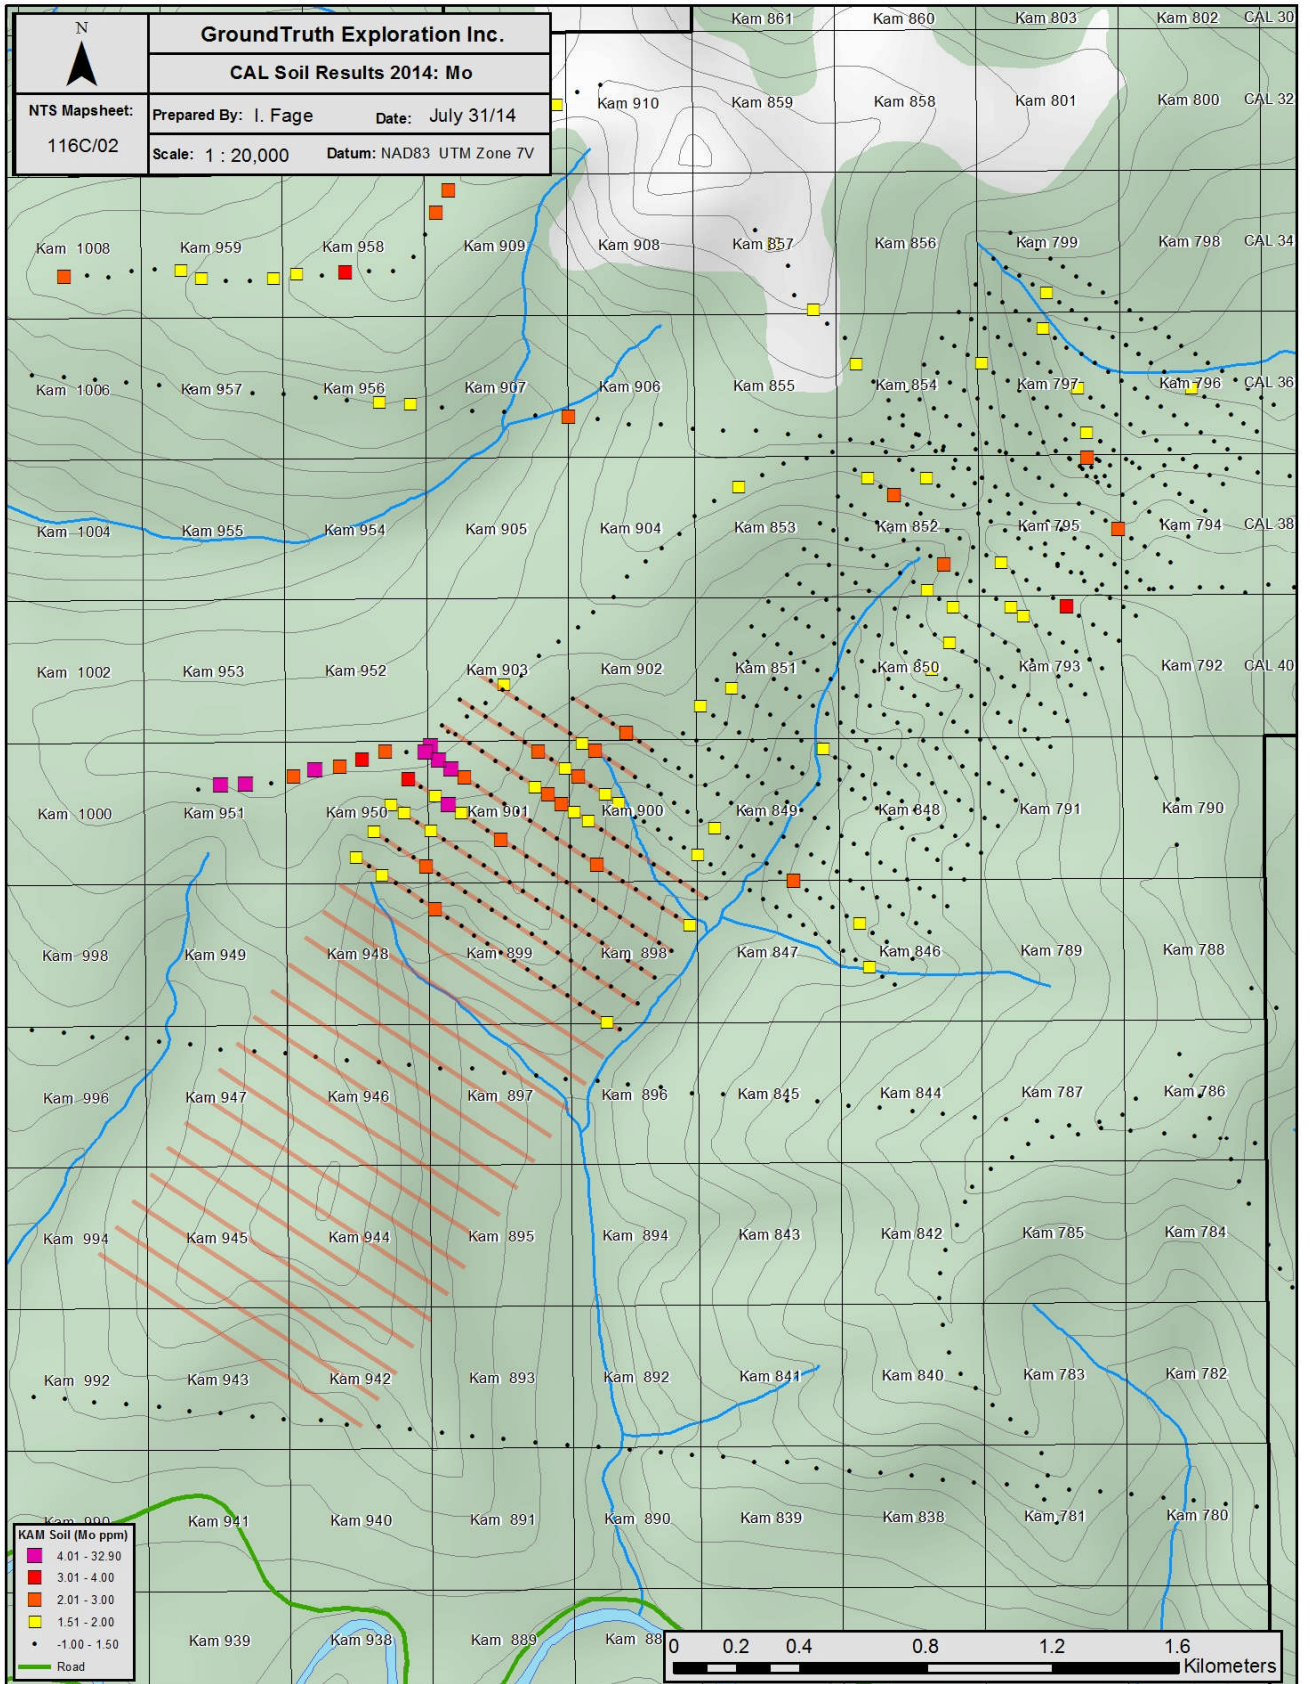 N
GroundTruth Exploration Inc.
CAL Soil Results 2014: Mo
NTS Mapsheet:
116C/02
Prepared By: I. Fage Date: July 31/14
Scale: 1 : 20,000 Datum: NAD83 UTM Zone 7V
Kam 861 Kam 860 Kam 803 Kam 802 CAL 30
Kam 910 Kam 859 Kam 858 Kam 801 Kam 800 CAL 32
Kam 1008 Kam 959 Kam 958 Kam 909 Kam 908 Kam 857 Kam 856 Kam 799 Kam 798 CAL 34
Kam 1006 Kam 957 Kam 956 Kam 907 Kam 906 Kam 855 Kam 854 Kam 797 Kam 796 CAL 36
Kam 1004 Kam 955 Kam 954 Kam 905 Kam 904 Kam 853 Kam 852 Kam 795 Kam 794 CAL 38
Kam 1002 Kam 953 Kam 952 Kam 903 Kam 902 Kam 851 Kam 850 Kam 793 Kam 792 CAL 40
Kam 1000 Kam 951 Kam 950 Kam 901 Kam 900 Kam 849 Kam 848 Kam 791 Kam 790
Kam 998 Kam 949 Kam 948 Kam 899 Kam 898 Kam 847 Kam 846 Kam 789 Kam 788
Kam 996 Kam 947 Kam 946 Kam 897 Kam 896 Kam 845 Kam 844 Kam 787 Kam 786
Kam 994 Kam 945 Kam 944 Kam 895 Kam 894 Kam 843 Kam 842 Kam 785 Kam 784
Kam 992 Kam 943 Kam 942 Kam 893 Kam 892 Kam 841 Kam 840 Kam 783 Kam 782
Kam 990 Kam 941 Kam 940 Kam 891 Kam 890 Kam 839 Kam 838 Kam 781 Kam 780
Kam 939 Kam 938 Kam 889 Kam 88
KAM Soil (Mo ppm)
4.01 - 32.90
3.01 - 4.00
2.01 - 3.00
1.51 - 2.00
-1.00 - 1.50
Road
0 0.2 0.4 0.8 1.2 1.6
Kilometers